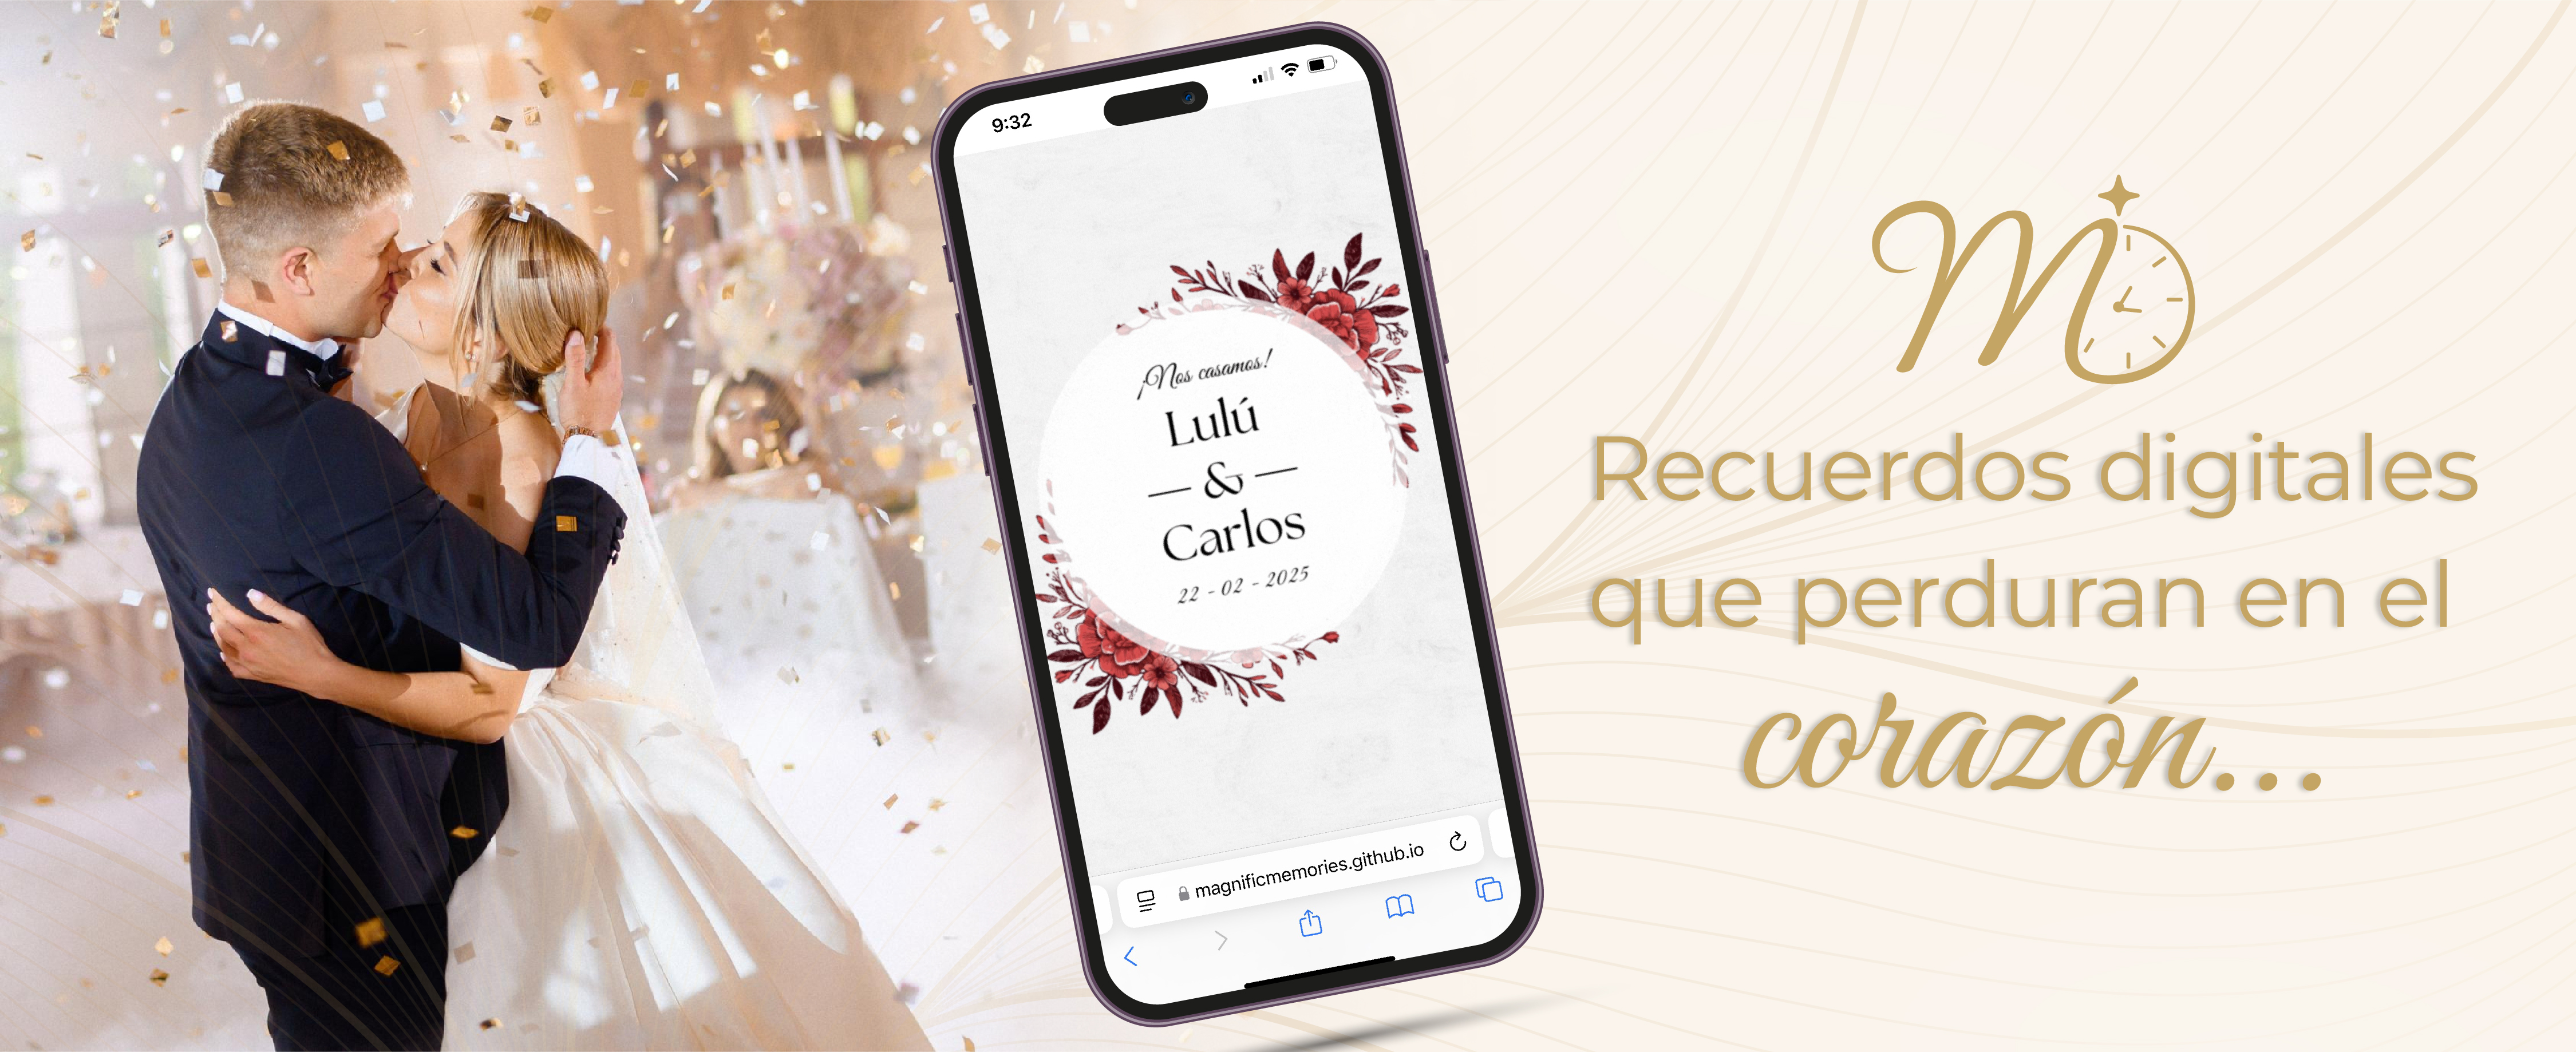 9:32
¡Nos casamos!
Lulú
— & —
Carlos
22 - 02 - 2025
magnificmemories.github.io
M
Recuerdos digitales
que perduran en el
corazón...